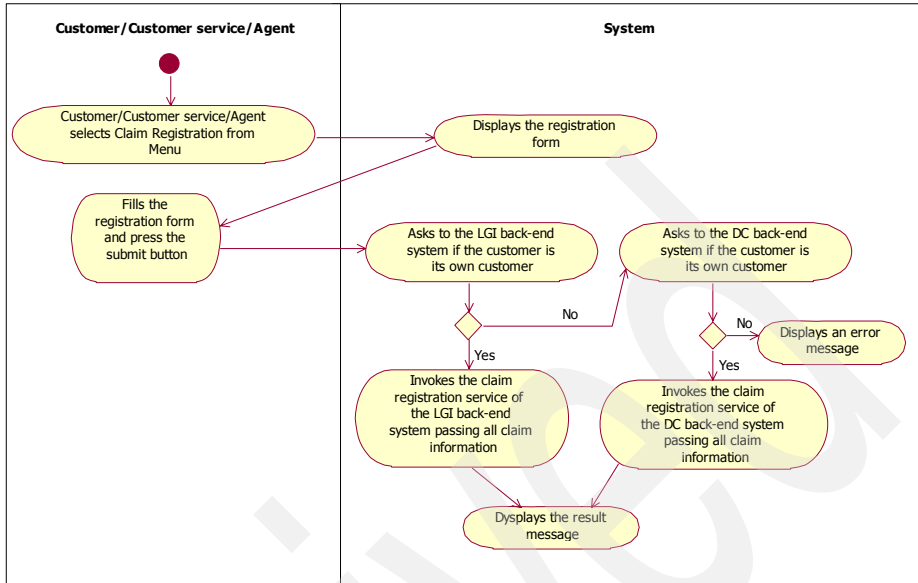 Customer/Customer service/Agent
System
Customer/Customer service/Agent
selects Claim Registration from
Menu
Displays the registration
form
Fills the
registration form
and press the
submit button
Asks to the LGI back-end
system if the customer is
its own customer
Asks to the DC back-end
system if the customer is
its own customer
No
No
Displays an error
message
Yes
Yes
Invokes the claim
registration service of
the LGI back-end
system passing all claim
information
Invokes the claim
registration service of
the DC back-end system
passing all claim
information
Dysplays the result
message